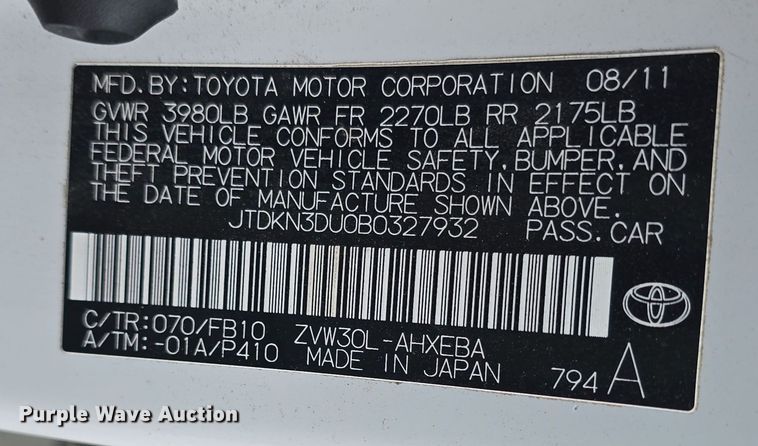 MFD.BY:TOYOTA MOTOR CORPORATION 08/11
GVWR 3980LB GAWR FR 2270LB RR 2175LB
THIS VEHICLE CONFORMS TO ALL APPLICABLE
FEDERAL MOTOR VEHICLE SAFETY,BUMPER,AND
THEFT PREVENTION STANDARDS IN EFFECT ON
THE DATE OF MANUFACTURE SHOWN ABOVE.
JTDKN3DU0B0327932 PASS.CAR
C/TR:070/FB10 ZVW30L-AHXEBA
A/TM:-01A/P410 MADE IN JAPAN 794 A
Purple Wave Auction